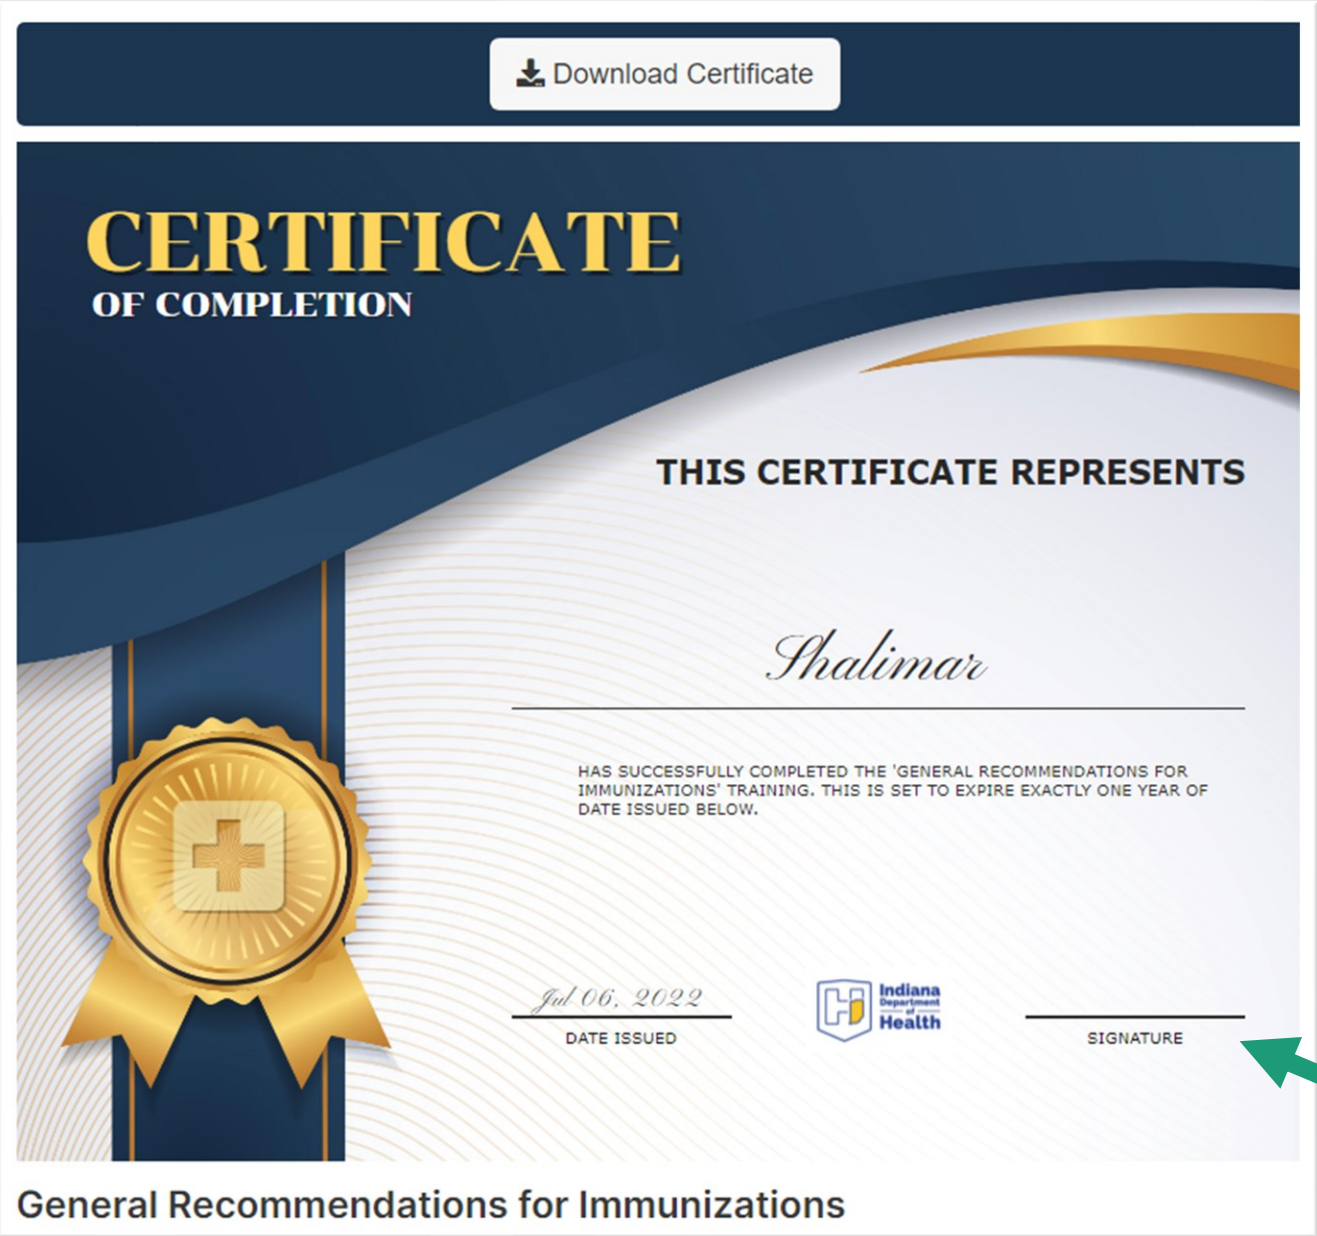 Download Certificate
CERTIFICATE
OF COMPLETION
THIS CERTIFICATE REPRESENTS
Shalimar
HAS SUCCESSFULLY COMPLETED THE 'GENERAL RECOMMENDATIONS FOR
IMMUNIZATIONS' TRAINING. THIS IS SET TO EXPIRE EXACTLY ONE YEAR OF
DATE ISSUED BELOW.
Jul 06, 2022
DATE ISSUED
Indiana
Department
of
Health
SIGNATURE
General Recommendations for Immunizations